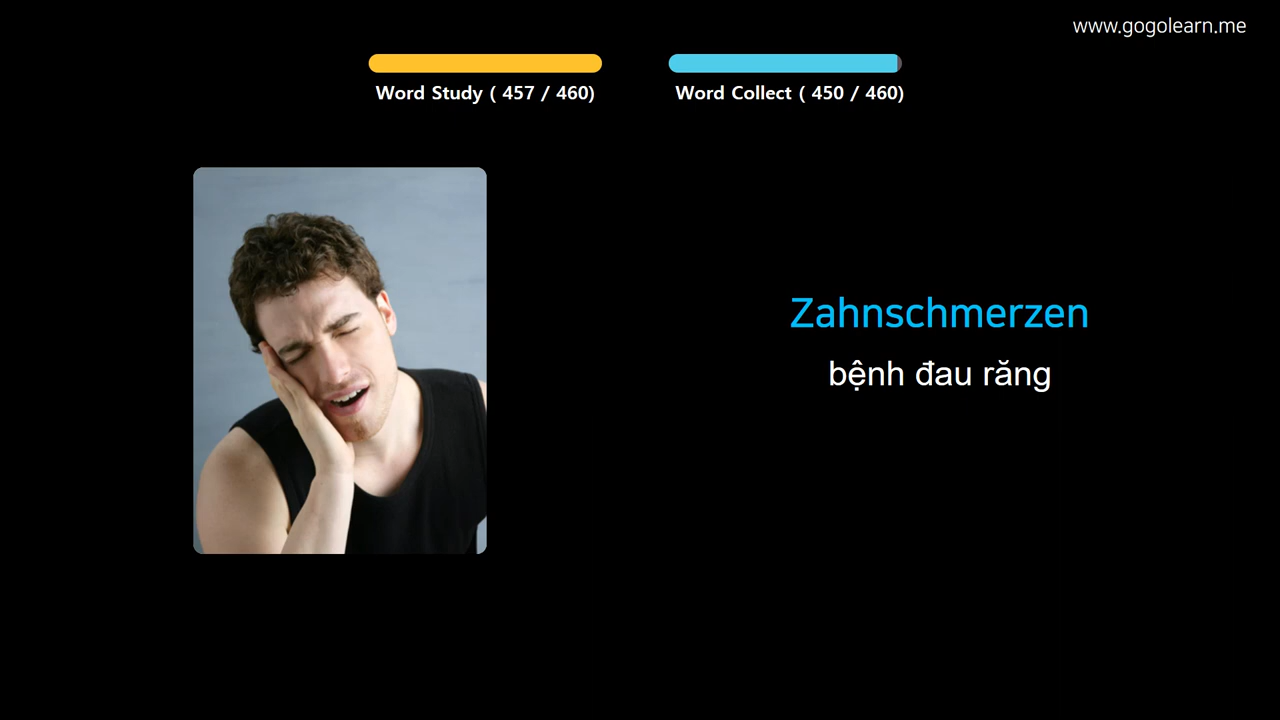 www.gogolearn.me
Word Study ( 457 / 460)
Word Collect ( 450 / 460)
Zahnschmerzen
bệnh đau răng